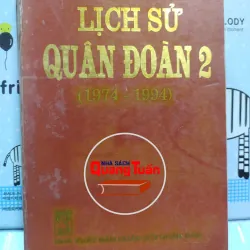 LỊCH SỬ
QUÂN ĐOÀN 2
(1974 - 1994)
NHÀ SÁCH
Quang Tuấn